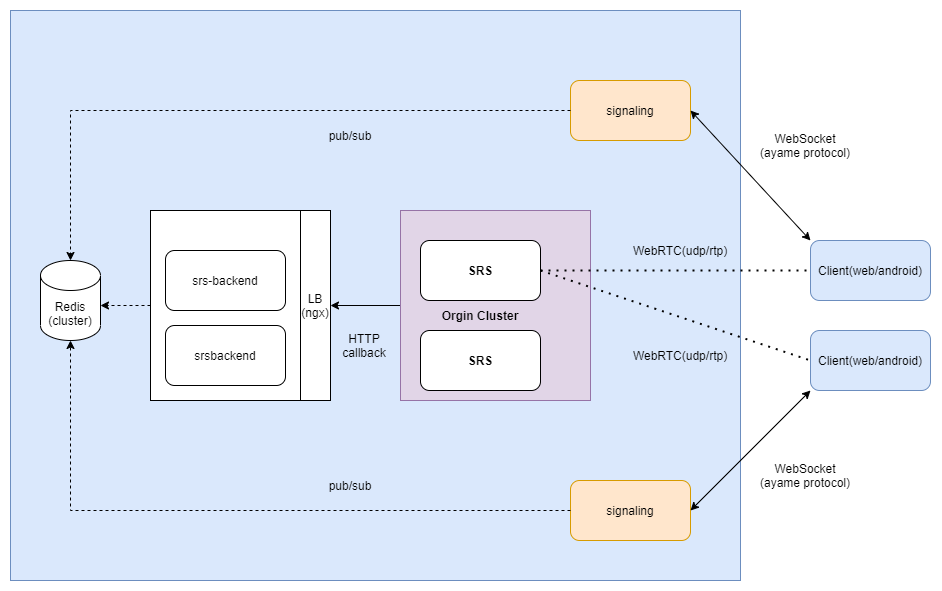 signaling
pub/sub
WebSocket
(ayame protocol)
WebRTC(udp/rtp)
SRS
Client(web/android)
srs-backend
LB
(ngx)
Redis
(cluster)
Orgin Cluster
HTTP
callback
srsbackend
SRS
WebRTC(udp/rtp)
Client(web/android)
WebSocket
(ayame protocol)
pub/sub
signaling